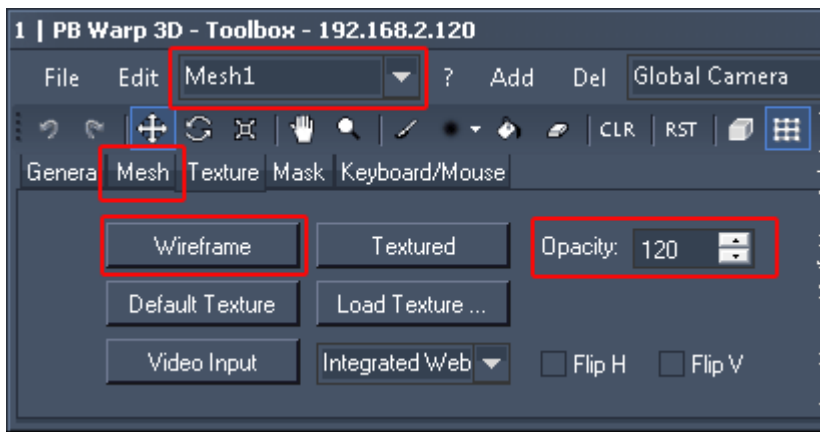 1 | PB Warp 3D - Toolbox - 192.168.2.120
File Edit Mesh1 ? Add Del Global Camera
CLR RST
Genera Mesh Texture Mask Keyboard/Mouse
Wireframe Textured Opacity: 120
Default Texture Load Texture ...
Video Input Integrated Web Flip H Flip V